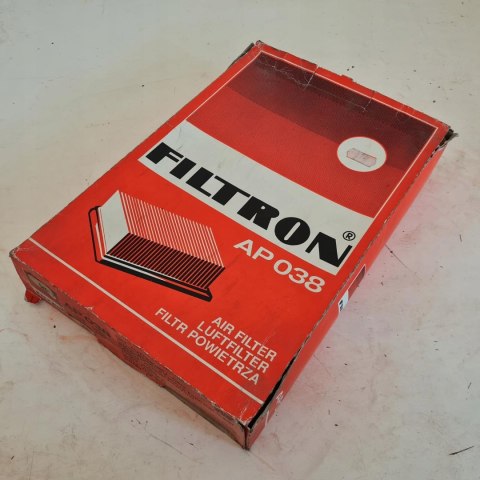 FILTRON®
AP 038
AIR FILTER
LUFTFILTER
FILTR POWIETRZA